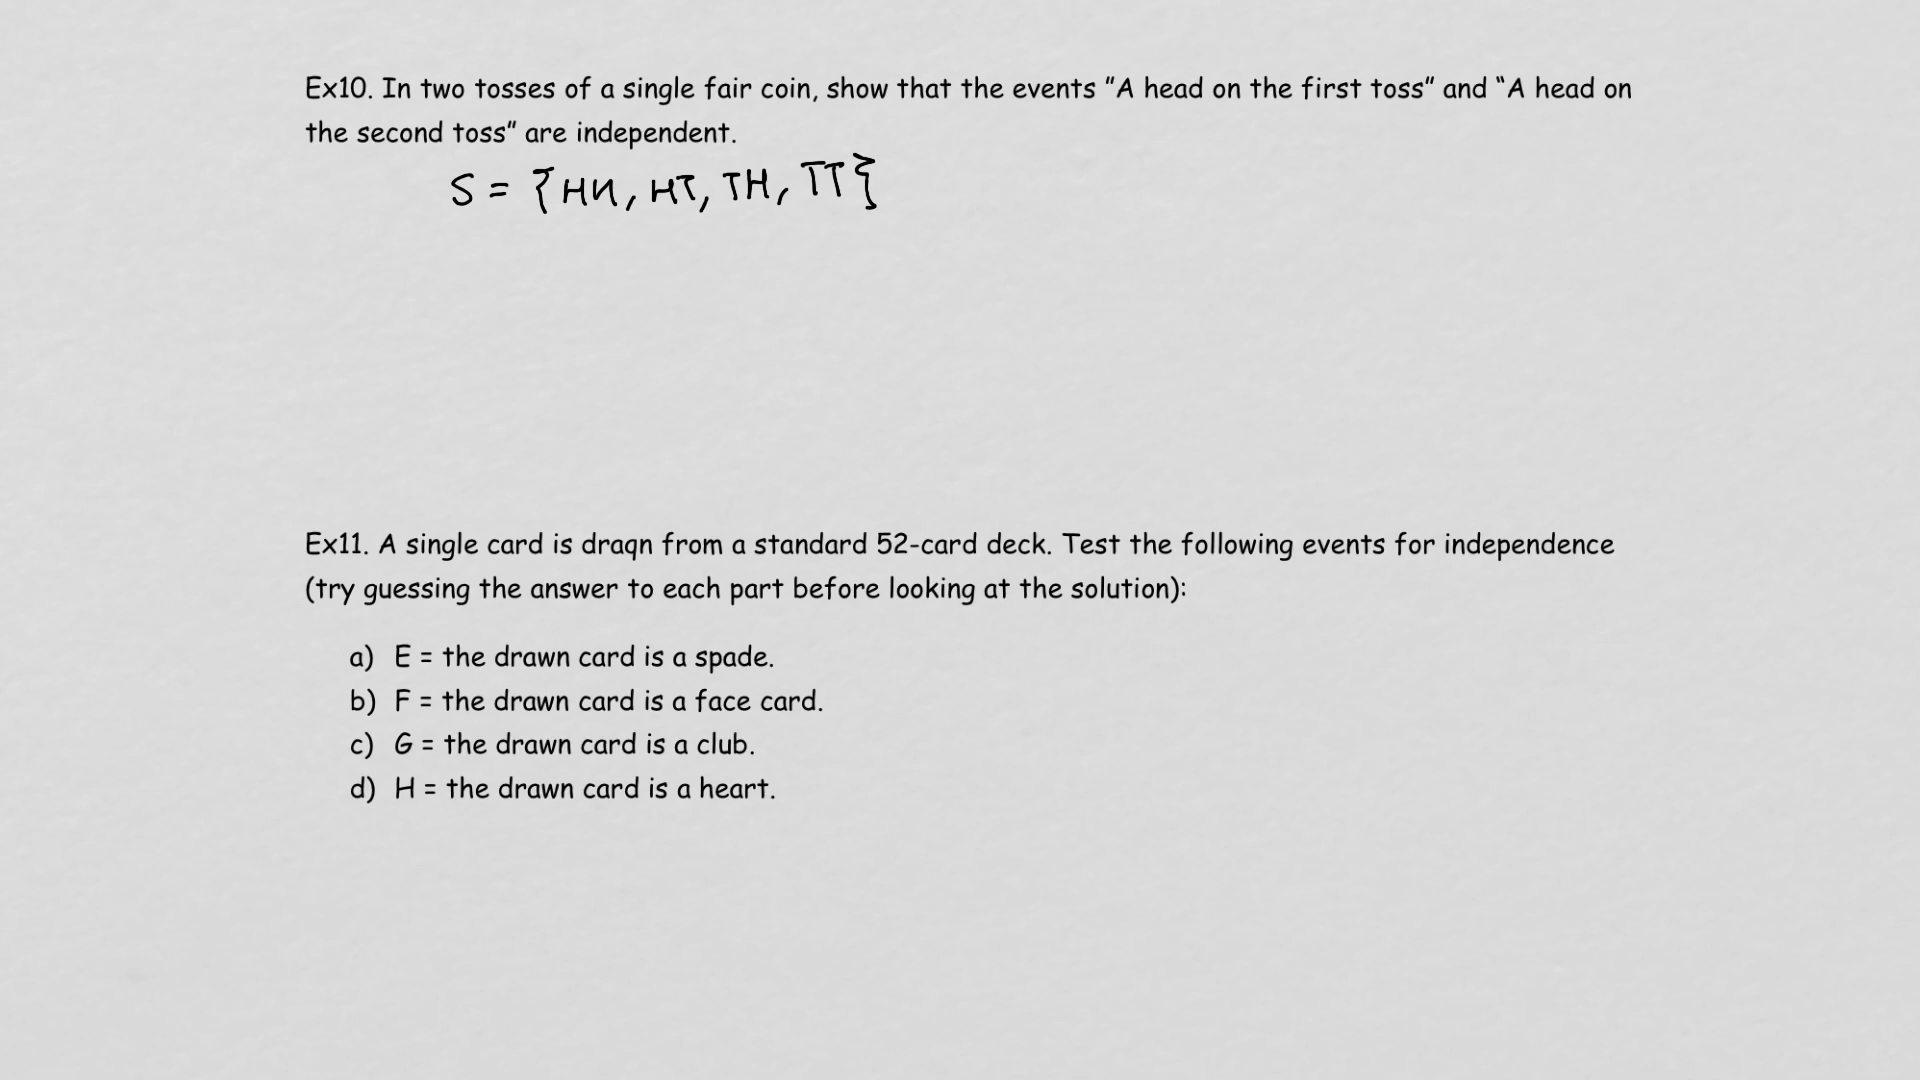 Ex10. In two tosses of a single fair coin, show that the events "A head on the first toss" and "A head on
the second toss" are independent.
S = {HH, HT, TH, TT}
Ex11. A single card is draqn from a standard 52-card deck. Test the following events for independence
(try guessing the answer to each part before looking at the solution):
a) E = the drawn card is a spade.
b) F = the drawn card is a face card.
c) G = the drawn card is a club.
d) H = the drawn card is a heart.